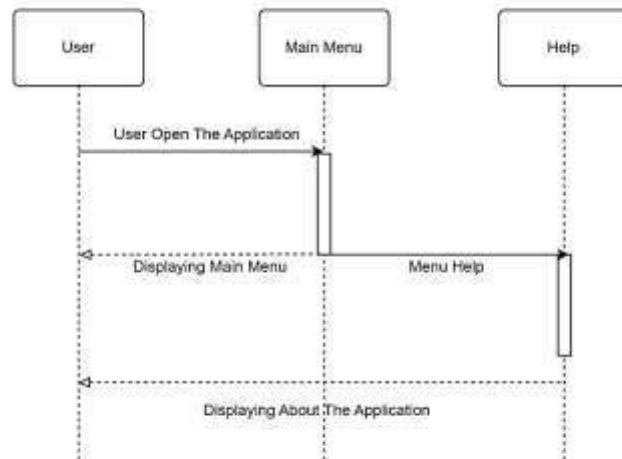 User
Main Menu
Help
User Open The Application
Displaying Main Menu
Menu Help
Displaying About The Application